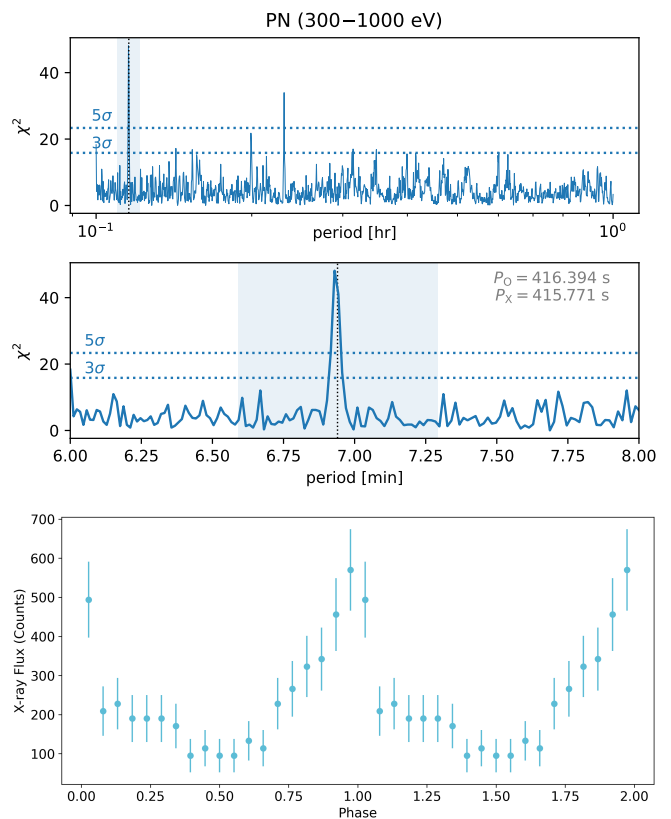 PN (300−1000 eV)
χ²
40
20
0
5σ
3σ
10⁻¹
10⁰
period [hr]
P_O = 416.394 s
P_X = 415.771 s
χ²
40
20
0
5σ
3σ
6.00 6.25 6.50 6.75 7.00 7.25 7.50 7.75 8.00
period [min]
X-ray Flux (Counts)
700
600
500
400
300
200
100
0.00 0.25 0.50 0.75 1.00 1.25 1.50 1.75 2.00
Phase